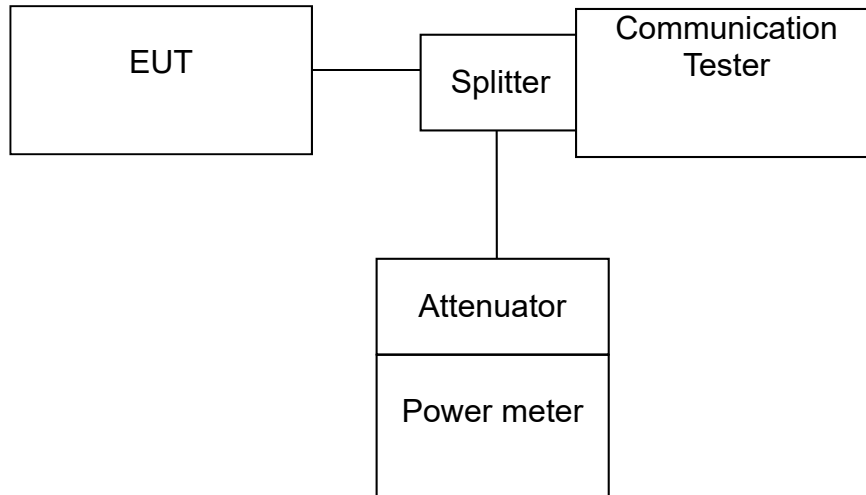 EUT
Splitter
Communication
Tester
Attenuator
Power meter